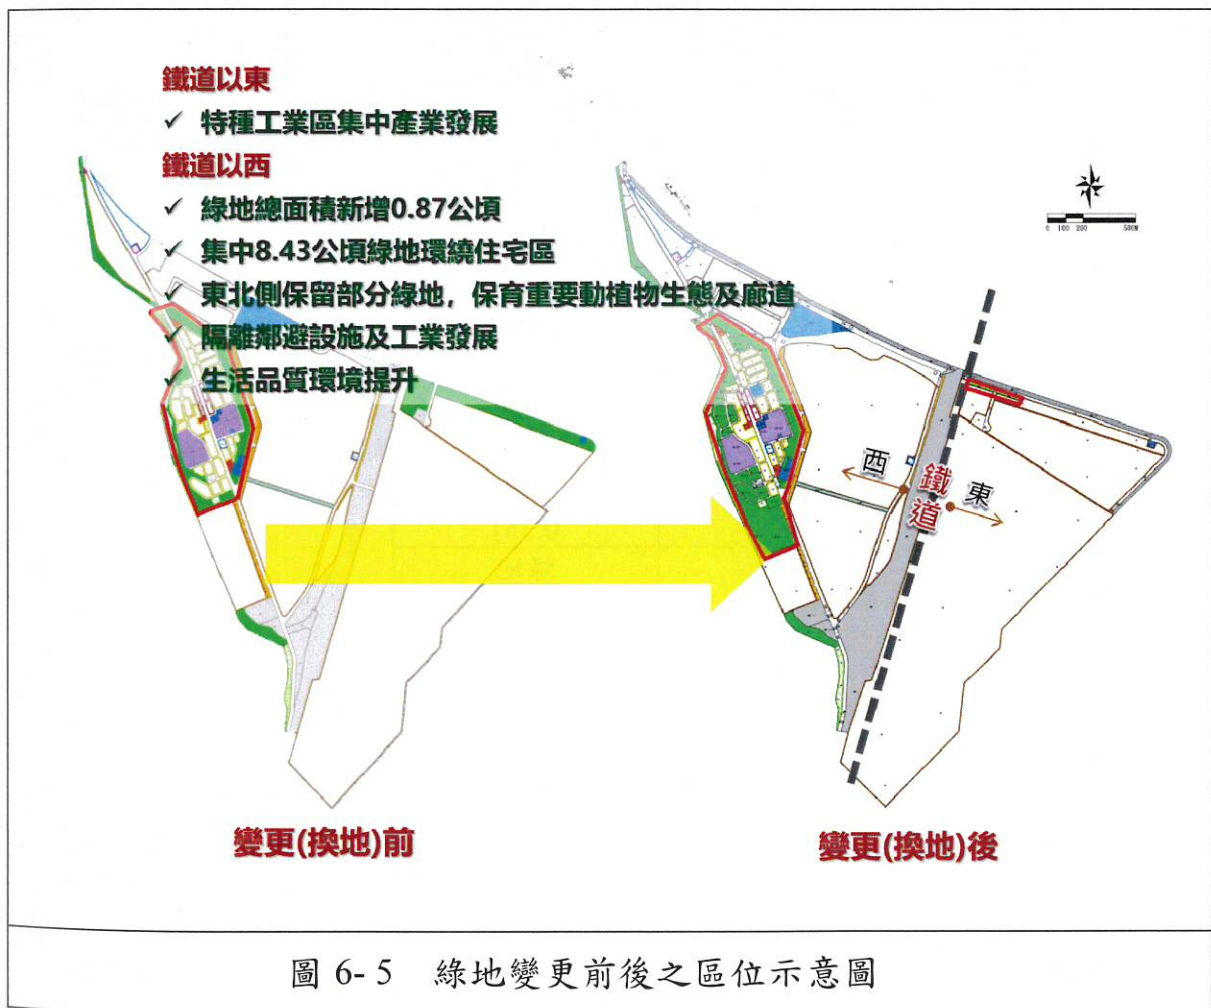 鐵道以東
✓ 特種工業區集中產業發展
鐵道以西
✓ 綠地總面積新增0.87公頃
✓ 集中8.43公頃綠地環繞住宅區
✓ 東北側保留部分綠地，保育重要動植物生態及廊道
✓ 隔離鄰避設施及工業發展
✓ 生活品質環境提升
0 100 200 500M
西
鐵道
東
變更(換地)前
變更(換地)後
圖 6- 5 綠地變更前後之區位示意圖